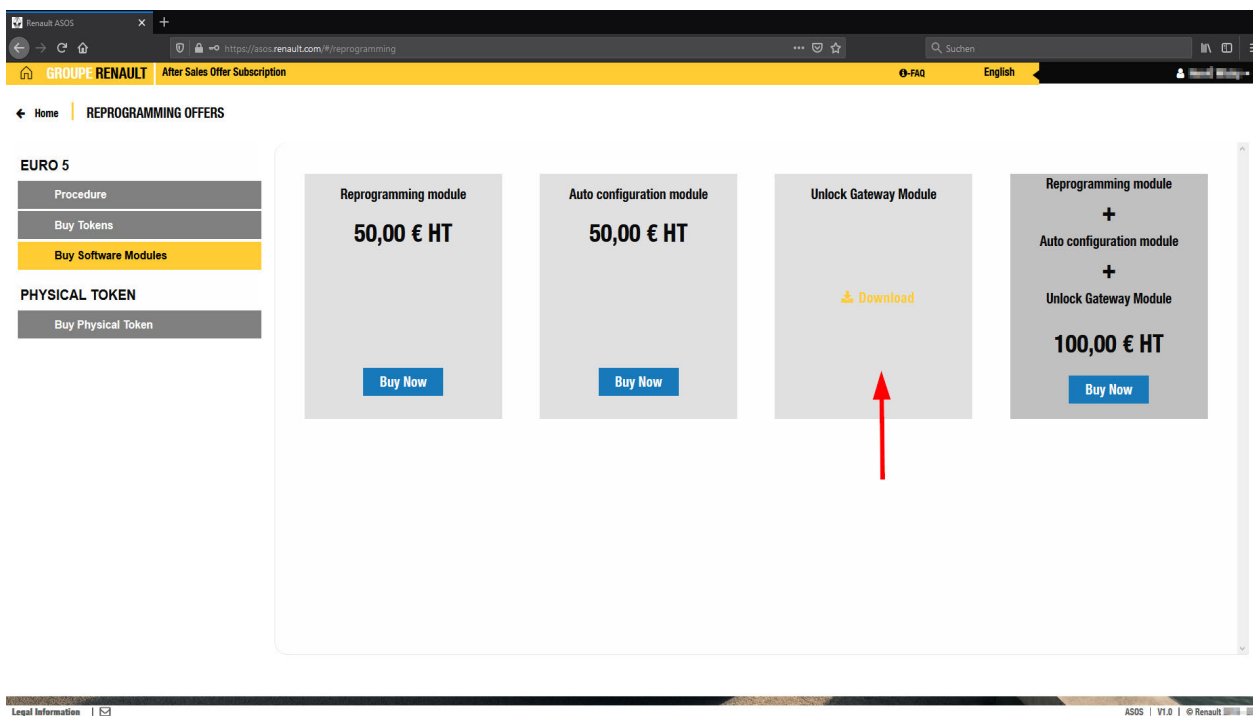 Renault ASOS
https://asos.renault.com/#/reprogramming
Suchen
GROUPE RENAULT After Sales Offer Subscription
-FAQ
English
Home REPROGRAMMING OFFERS
EURO 5
Procedure
Buy Tokens
Buy Software Modules
PHYSICAL TOKEN
Buy Physical Token
Reprogramming module
50,00 € HT
Buy Now
Auto configuration module
50,00 € HT
Buy Now
Unlock Gateway Module
Download
Reprogramming module
+
Auto configuration module
+
Unlock Gateway Module
100,00 € HT
Buy Now
Legal Information |
ASOS | V1.0 | © Renault